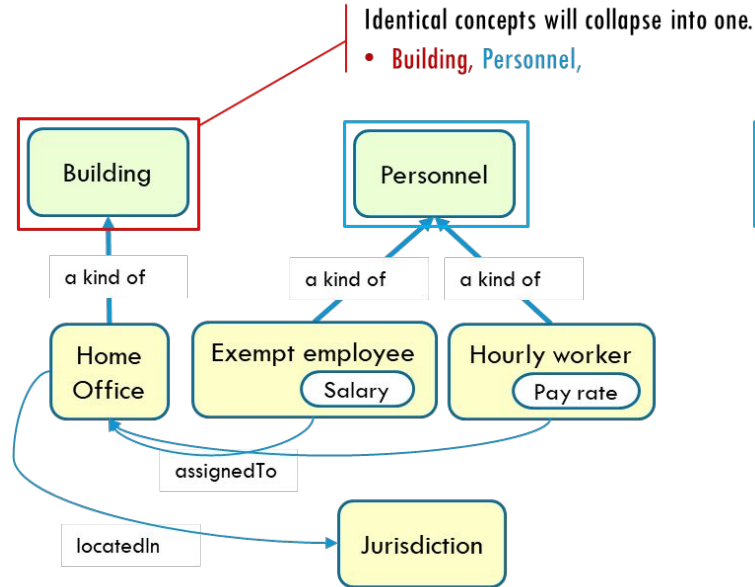 Identical concepts will collapse into one.
• Building, Personnel,
Building
Personnel
a kind of
a kind of
a kind of
Home
Office
Exempt employee
Salary
Hourly worker
Pay rate
assignedTo
locatedIn
Jurisdiction